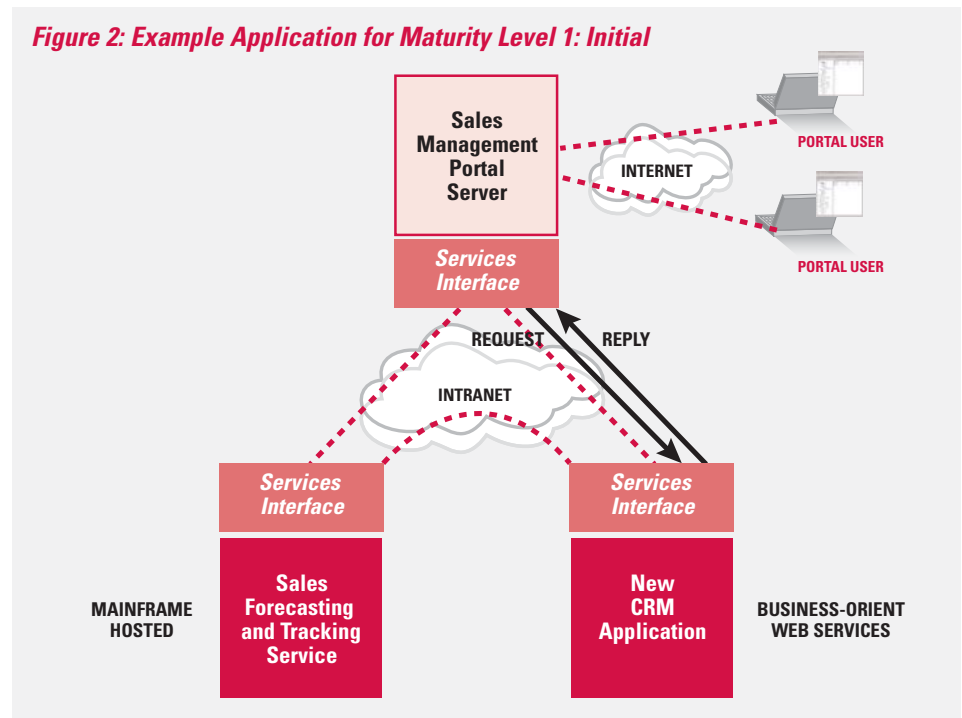 Figure 2: Example Application for Maturity Level 1: Initial
Sales
Management
Portal
Server
INTERNET
PORTAL USER
PORTAL USER
Services
Interface
REQUEST
REPLY
INTRANET
Services
Interface
Services
Interface
MAINFRAME
HOSTED
Sales
Forecasting
and Tracking
Service
New
CRM
Application
BUSINESS-ORIENT
WEB SERVICES